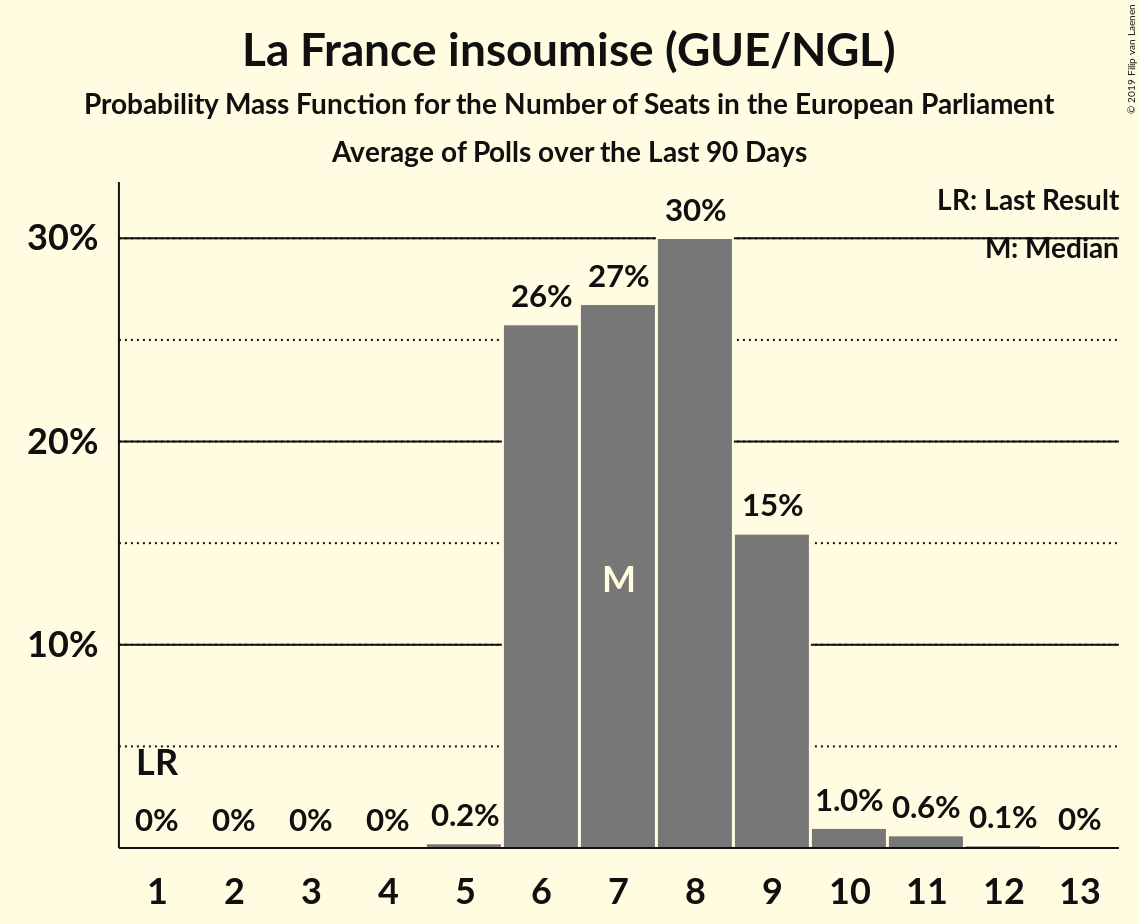 La France insoumise (GUE/NGL)
Probability Mass Function for the Number of Seats in the European Parliament
Average of Polls over the Last 90 Days
© 2019 Filip van Laenen
LR: Last Result
M: Median
30%
20%
10%
0%
0%
0%
0%
0.2%
26%
27%
30%
15%
1.0%
0.6%
0.1%
0%
LR
M
1 2 3 4 5 6 7 8 9 10 11 12 13